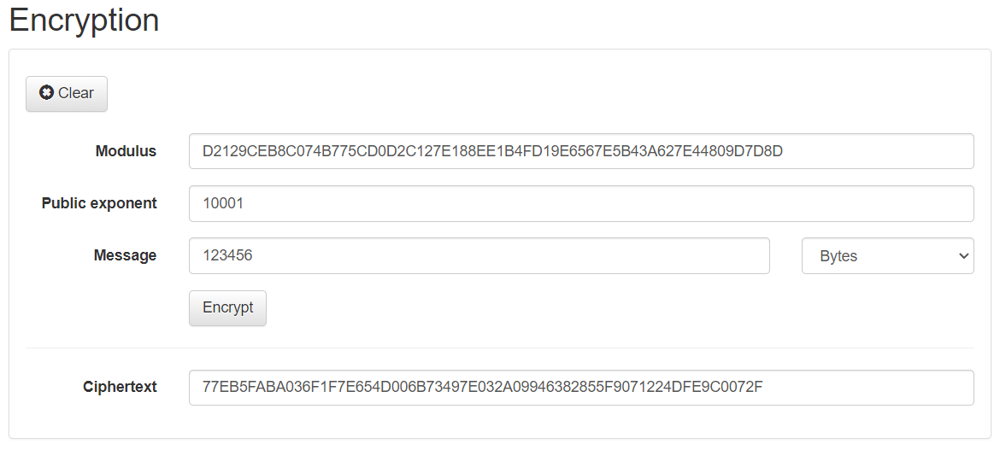 Encryption
Clear
Modulus D2129CEB8C074B775CD0D2C127E188EE1B4FD19E6567E5B43A627E44809D7D8D
Public exponent 10001
Message 123456 Bytes
Encrypt
Ciphertext 77EB5FABA036F1F7E654D006B73497E032A09946382855F9071224DFE9C0072F